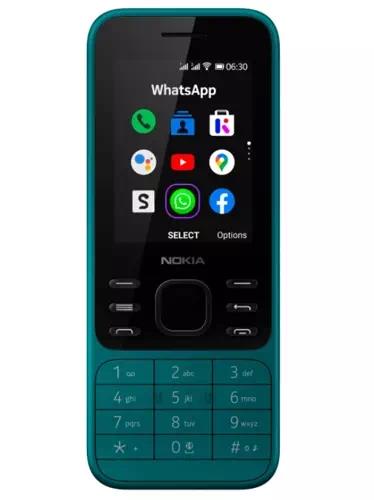 06:30
WhatsApp
S
SELECT Options
NOKIA
1 2 abc 3 def
4 ghi 5 jkl 6 mno
7 pqrs 8 tuv 9 wxyz
* + 0 #